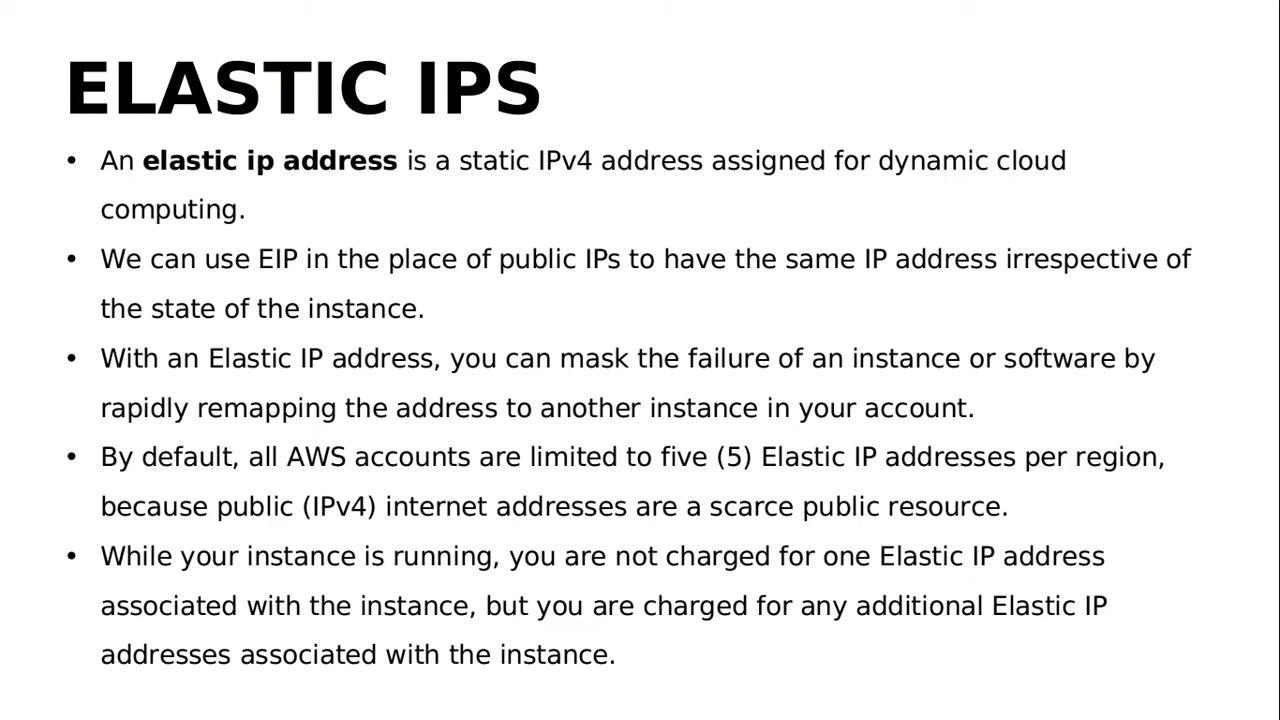 ELASTIC IPS
• An elastic ip address is a static IPv4 address assigned for dynamic cloud
computing.
• We can use EIP in the place of public IPs to have the same IP address irrespective of
the state of the instance.
• With an Elastic IP address, you can mask the failure of an instance or software by
rapidly remapping the address to another instance in your account.
• By default, all AWS accounts are limited to five (5) Elastic IP addresses per region,
because public (IPv4) internet addresses are a scarce public resource.
• While your instance is running, you are not charged for one Elastic IP address
associated with the instance, but you are charged for any additional Elastic IP
addresses associated with the instance.